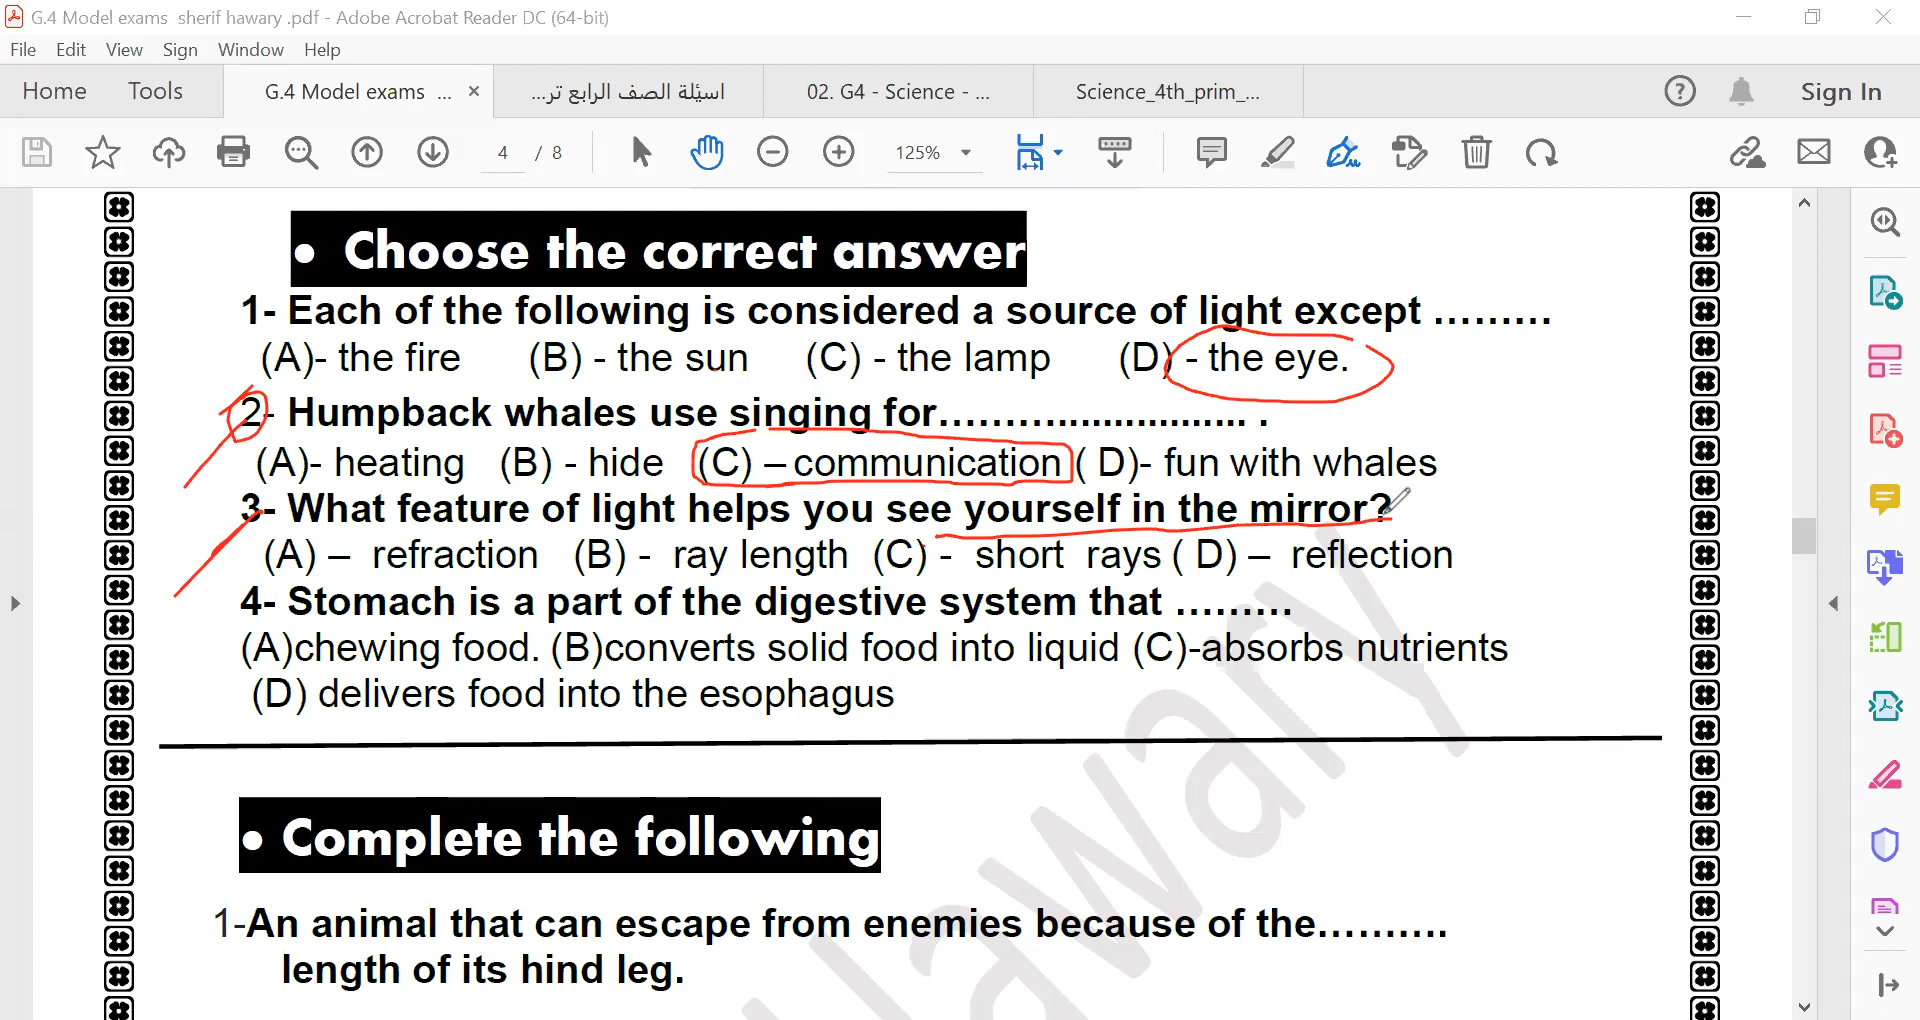 G.4 Model exams  sherif hawary .pdf - Adobe Acrobat Reader DC (64-bit)
File Edit View Sign Window Help
Home Tools G.4 Model exams ... × اسئلة الصف الرابع تر... 02. G4 - Science - ... Science_4th_prim_... Sign In
4 / 8 125%
• Choose the correct answer
1- Each of the following is considered a source of light except .........
(A)- the fire (B) - the sun (C) - the lamp (D) - the eye.
2- Humpback whales use singing for............................ .
(A)- heating (B) - hide (C) – communication ( D)- fun with whales
3- What feature of light helps you see yourself in the mirror?
(A) – refraction (B) - ray length (C) - short rays ( D) – reflection
4- Stomach is a part of the digestive system that .........
(A)chewing food. (B)converts solid food into liquid (C)-absorbs nutrients
(D) delivers food into the esophagus
• Complete the following
1-An animal that can escape from enemies because of the..........
length of its hind leg.
Hawary